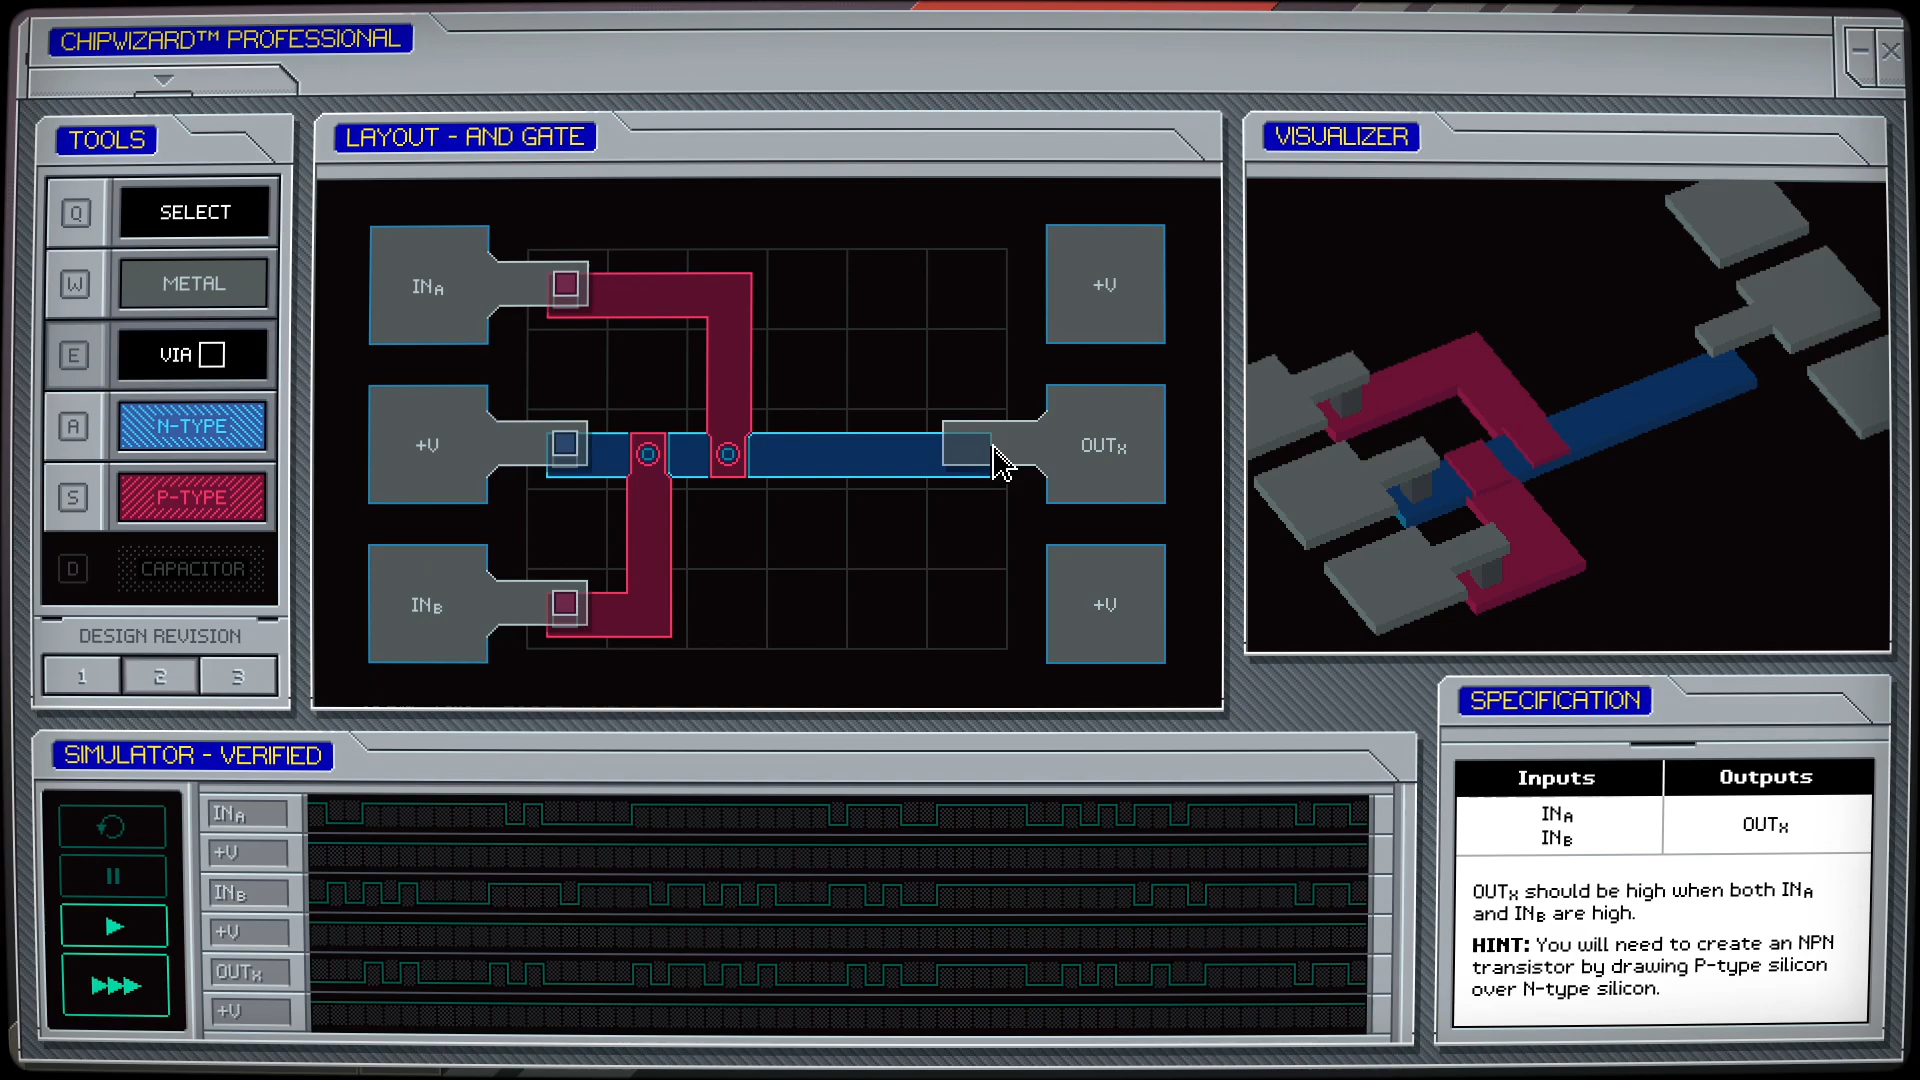 CHIPWIZARD™ PROFESSIONAL
TOOLS
Q SELECT
W METAL
E VIA
A N-TYPE
S P-TYPE
D CAPACITOR
DESIGN REVISION
1 2 3
LAYOUT - AND GATE
INA
+V
+V
OUTx
INB
+V
VISUALIZER
SIMULATOR - VERIFIED
INA
+V
INB
+V
OUTx
+V
SPECIFICATION
Inputs Outputs
INA
INB
OUTx
OUTx should be high when both INA
and INB are high.
HINT: You will need to create an NPN
transistor by drawing P-type silicon
over N-type silicon.